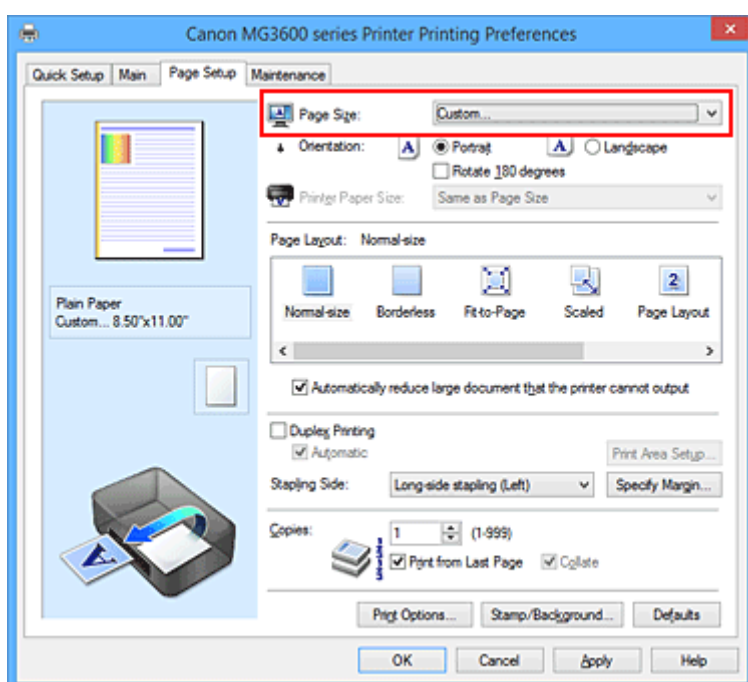 Canon MG3600 series Printer Printing Preferences
Quick Setup Main Page Setup Maintenance
Page Size: Custom...
Orientation: A Portrait A Landscape
Rotate 180 degrees
Printer Paper Size: Same as Page Size
Page Layout: Normal-size
2
Normal-size Borderless Fit-to-Page Scaled Page Layout
Plain Paper
Custom... 8.50"x11.00"
Automatically reduce large document that the printer cannot output
Duplex Printing
Automatic
Print Area Setup...
Stapling Side: Long-side stapling (Left) Specify Margin...
Copies: 1 (1-999)
Print from Last Page Collate
A
Print Options... Stamp/Background... Defaults
OK Cancel Apply Help